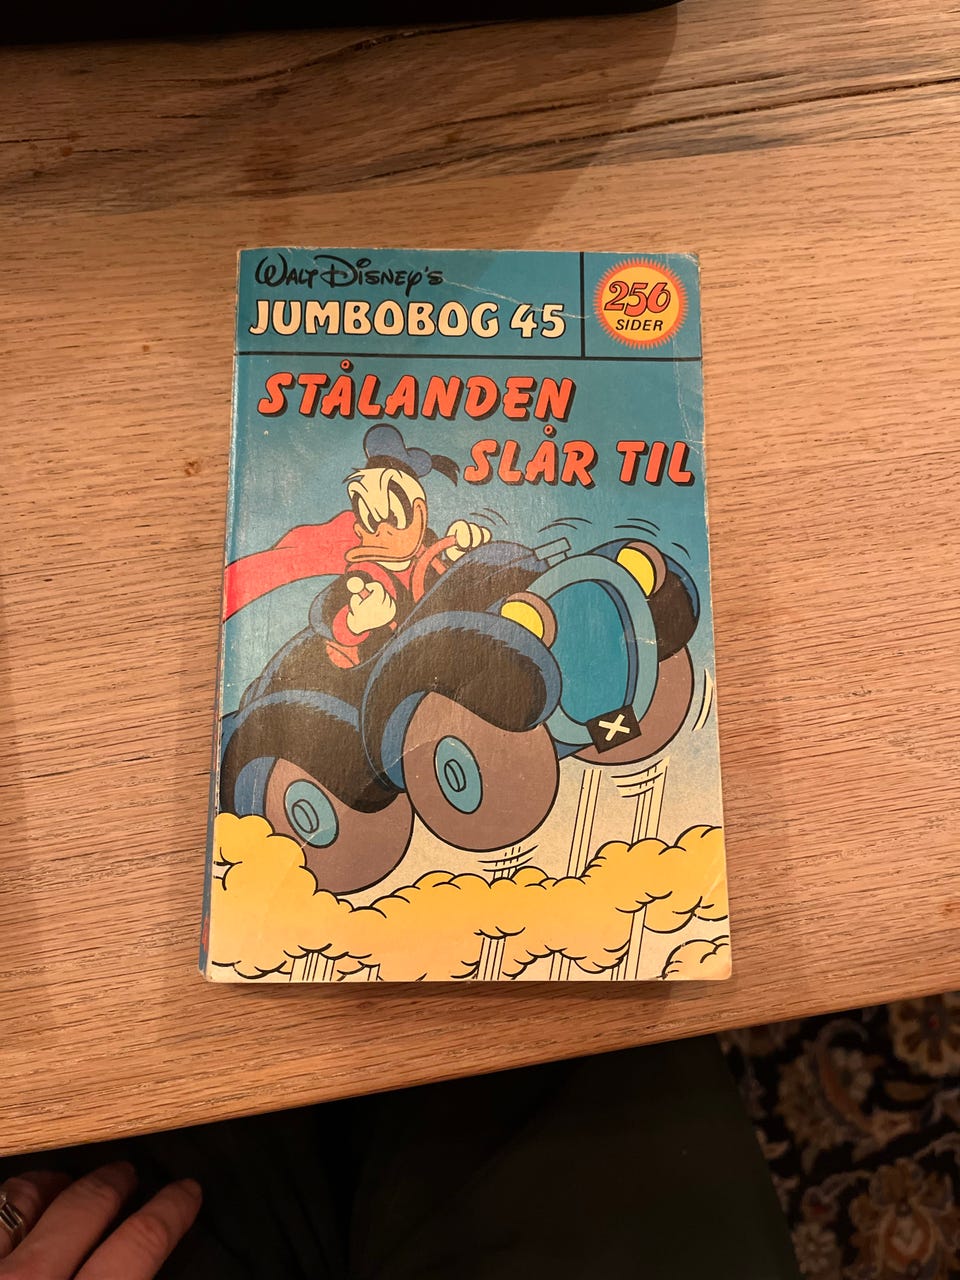 WALT DISNEY'S
JUMBOBOG 45
256
SIDER
STÅLANDEN
SLÅR TIL
X